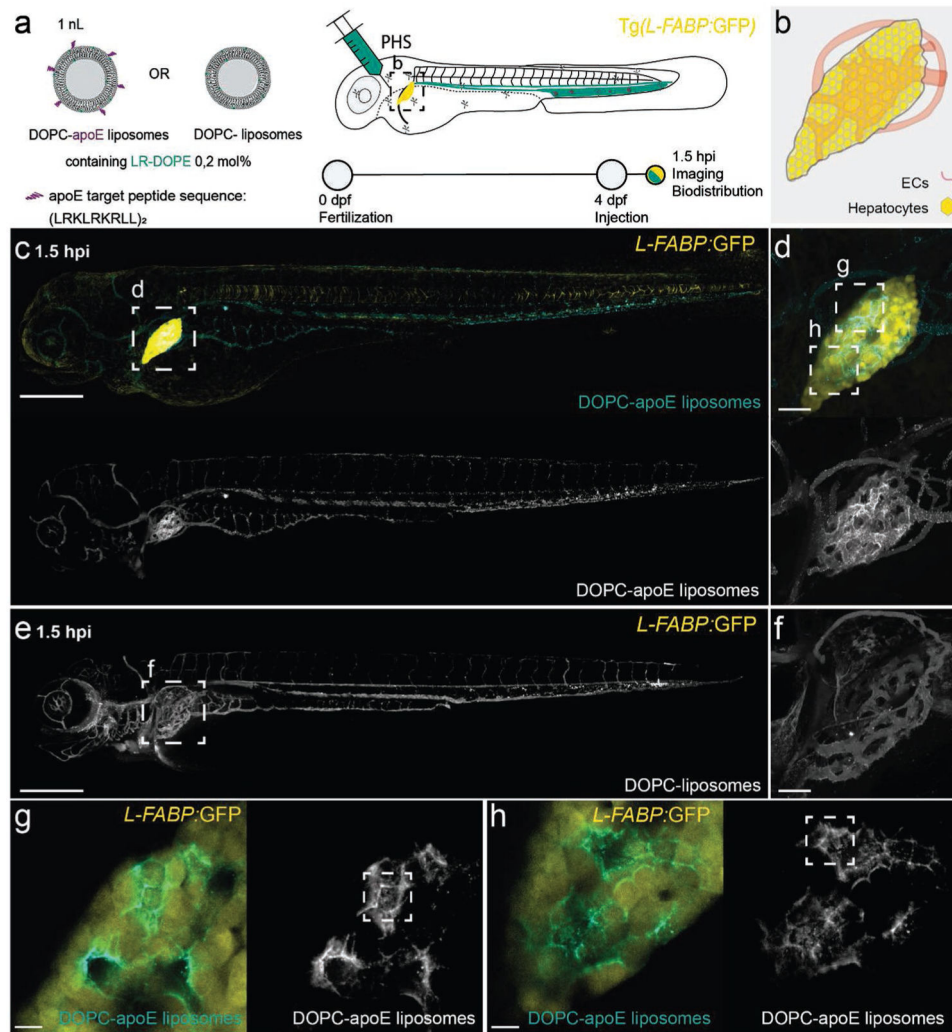 a
1 nL
OR
DOPC-apoE liposomes
DOPC- liposomes
containing LR-DOPE 0,2 mol%
apoE target peptide sequence:
(LRKLRKRLL)₂
PHS
b
Tg(L-FABP:GFP)
0 dpf
Fertilization
4 dpf
Injection
1.5 hpi
Imaging
Biodistribution
b
ECs
Hepatocytes
c 1.5 hpi
L-FABP:GFP
d
DOPC-apoE liposomes
DOPC-apoE liposomes
d
g
h
e 1.5 hpi
L-FABP:GFP
f
DOPC-liposomes
f
g
L-FABP:GFP
DOPC-apoE liposomes
DOPC-apoE liposomes
h
L-FABP:GFP
DOPC-apoE liposomes
DOPC-apoE liposomes